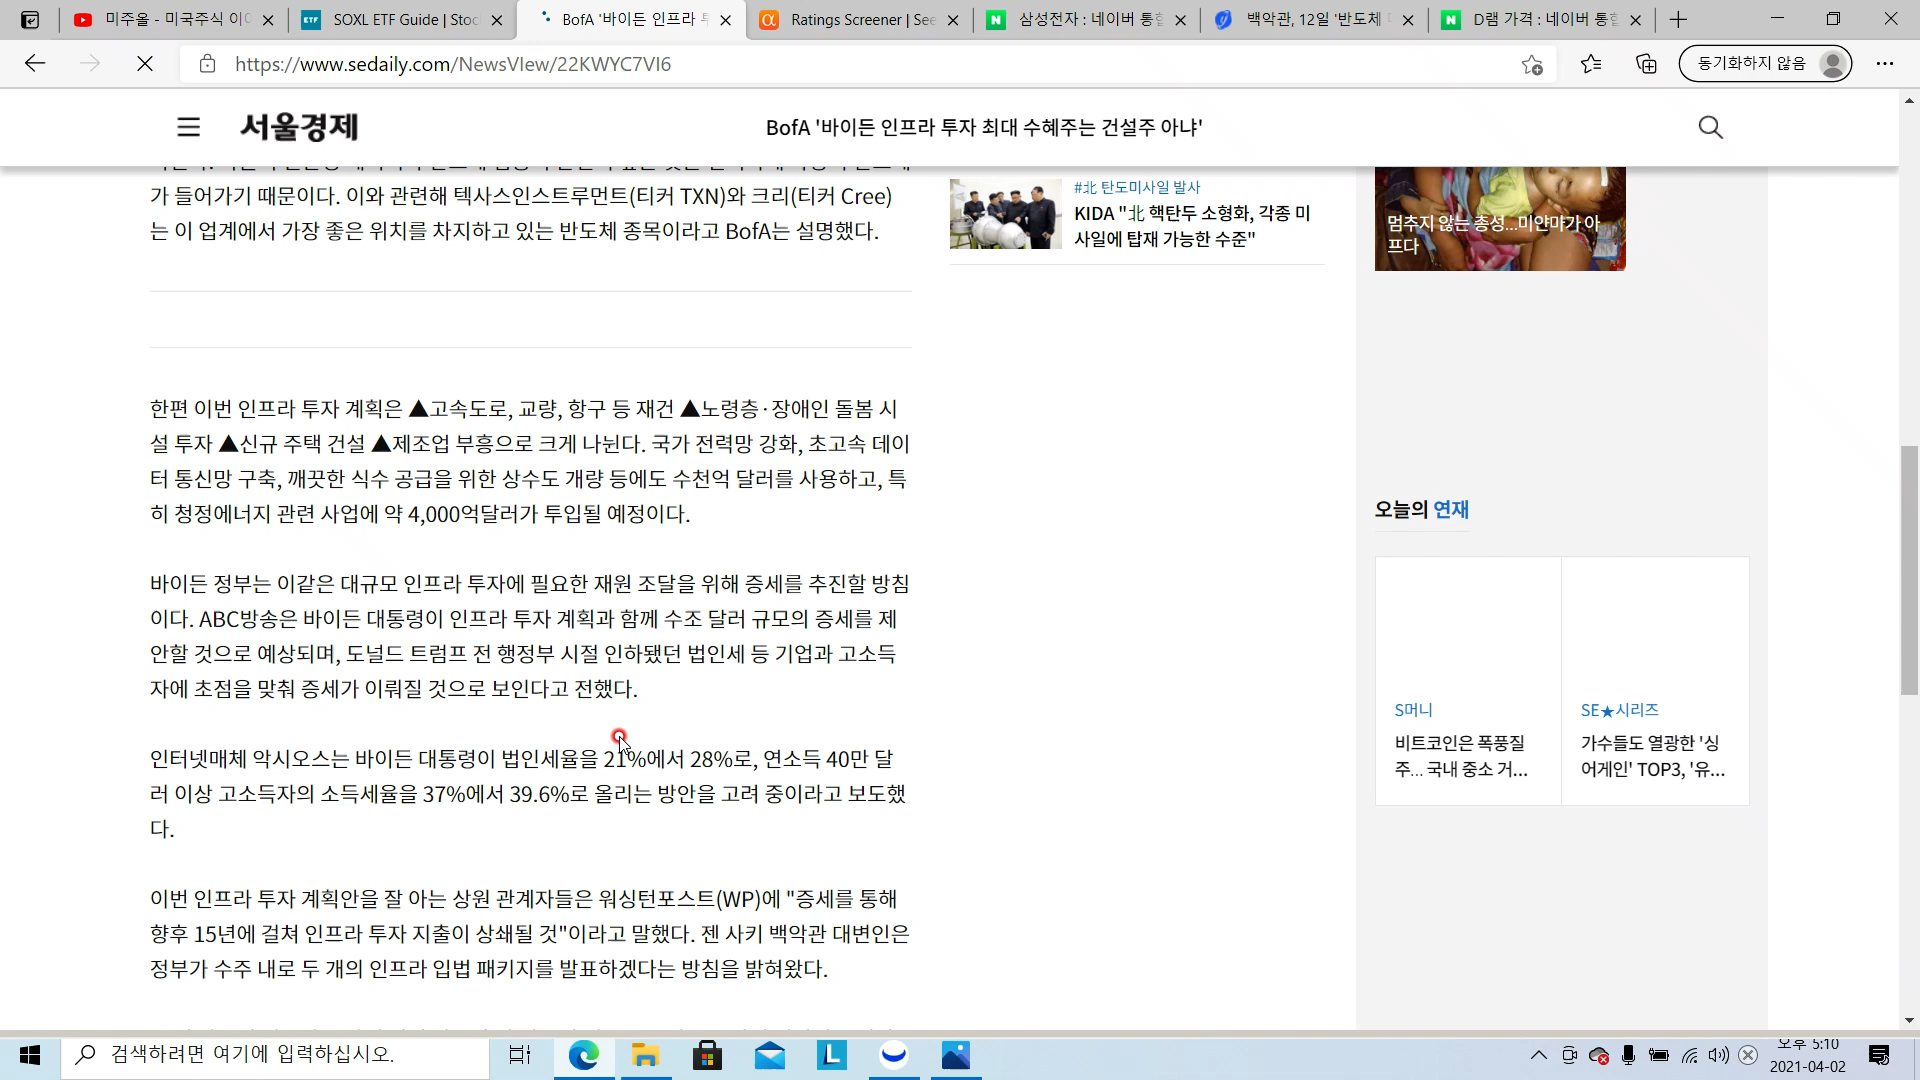 미주올 - 미국주식 이
SOXL ETF Guide | Stoc
BofA '바이든 인프라 투
Ratings Screener | See
삼성전자 : 네이버 통합
백악관, 12일 '반도체
D램 가격 : 네이버 통합
https://www.sedaily.com/NewsVIew/22KWYC7VI6
동기화하지 않음
서울경제
BofA '바이든 인프라 투자 최대 수혜주는 건설주 아냐'
가 들어가기 때문이다. 이와 관련해 텍사스인스트루먼트(티커 TXN)와 크리(티커 Cree)
는 이 업계에서 가장 좋은 위치를 차지하고 있는 반도체 종목이라고 BofA는 설명했다.
한편 이번 인프라 투자 계획은 ▲고속도로, 교량, 항구 등 재건 ▲노령층·장애인 돌봄 시
설 투자 ▲신규 주택 건설 ▲제조업 부흥으로 크게 나뉜다. 국가 전력망 강화, 초고속 데이
터 통신망 구축, 깨끗한 식수 공급을 위한 상수도 개량 등에도 수천억 달러를 사용하고, 특
히 청정에너지 관련 사업에 약 4,000억달러가 투입될 예정이다.
바이든 정부는 이같은 대규모 인프라 투자에 필요한 재원 조달을 위해 증세를 추진할 방침
이다. ABC방송은 바이든 대통령이 인프라 투자 계획과 함께 수조 달러 규모의 증세를 제
안할 것으로 예상되며, 도널드 트럼프 전 행정부 시절 인하됐던 법인세 등 기업과 고소득
자에 초점을 맞춰 증세가 이뤄질 것으로 보인다고 전했다.
인터넷매체 악시오스는 바이든 대통령이 법인세율을 21%에서 28%로, 연소득 40만 달
러 이상 고소득자의 소득세율을 37%에서 39.6%로 올리는 방안을 고려 중이라고 보도했
다.
이번 인프라 투자 계획안을 잘 아는 상원 관계자들은 워싱턴포스트(WP)에 "증세를 통해
향후 15년에 걸쳐 인프라 투자 지출이 상쇄될 것"이라고 말했다. 젠 사키 백악관 대변인은
정부가 수주 내로 두 개의 인프라 입법 패키지를 발표하겠다는 방침을 밝혀왔다.
#北 탄도미사일 발사
KIDA "北 핵탄두 소형화, 각종 미
사일에 탑재 가능한 수준"
멈추지 않는 총성...미얀마가 아
프다
오늘의 연재
S머니
비트코인은 폭풍질
주... 국내 중소 거...
SE★시리즈
가수들도 열광한 '싱
어게인' TOP3, '유...
검색하려면 여기에 입력하십시오.
오후 5:10
2021-04-02